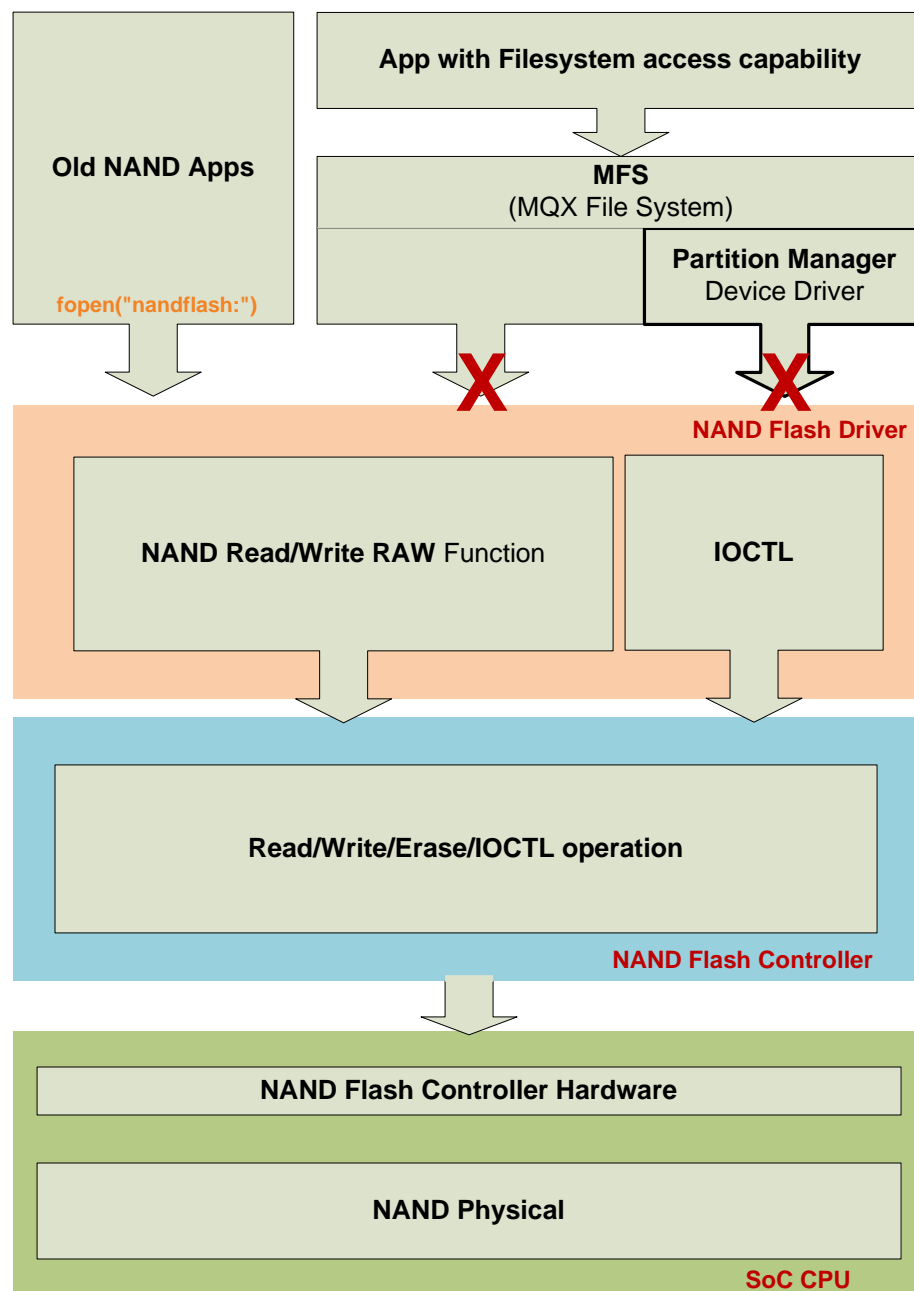 App with Filesystem access capability
Old NAND Apps
MFS
(MQX File System)
Partition Manager
Device Driver
fopen("nandflash:")
X
X
NAND Flash Driver
NAND Read/Write RAW Function
IOCTL
Read/Write/Erase/IOCTL operation
NAND Flash Controller
NAND Flash Controller Hardware
NAND Physical
SoC CPU